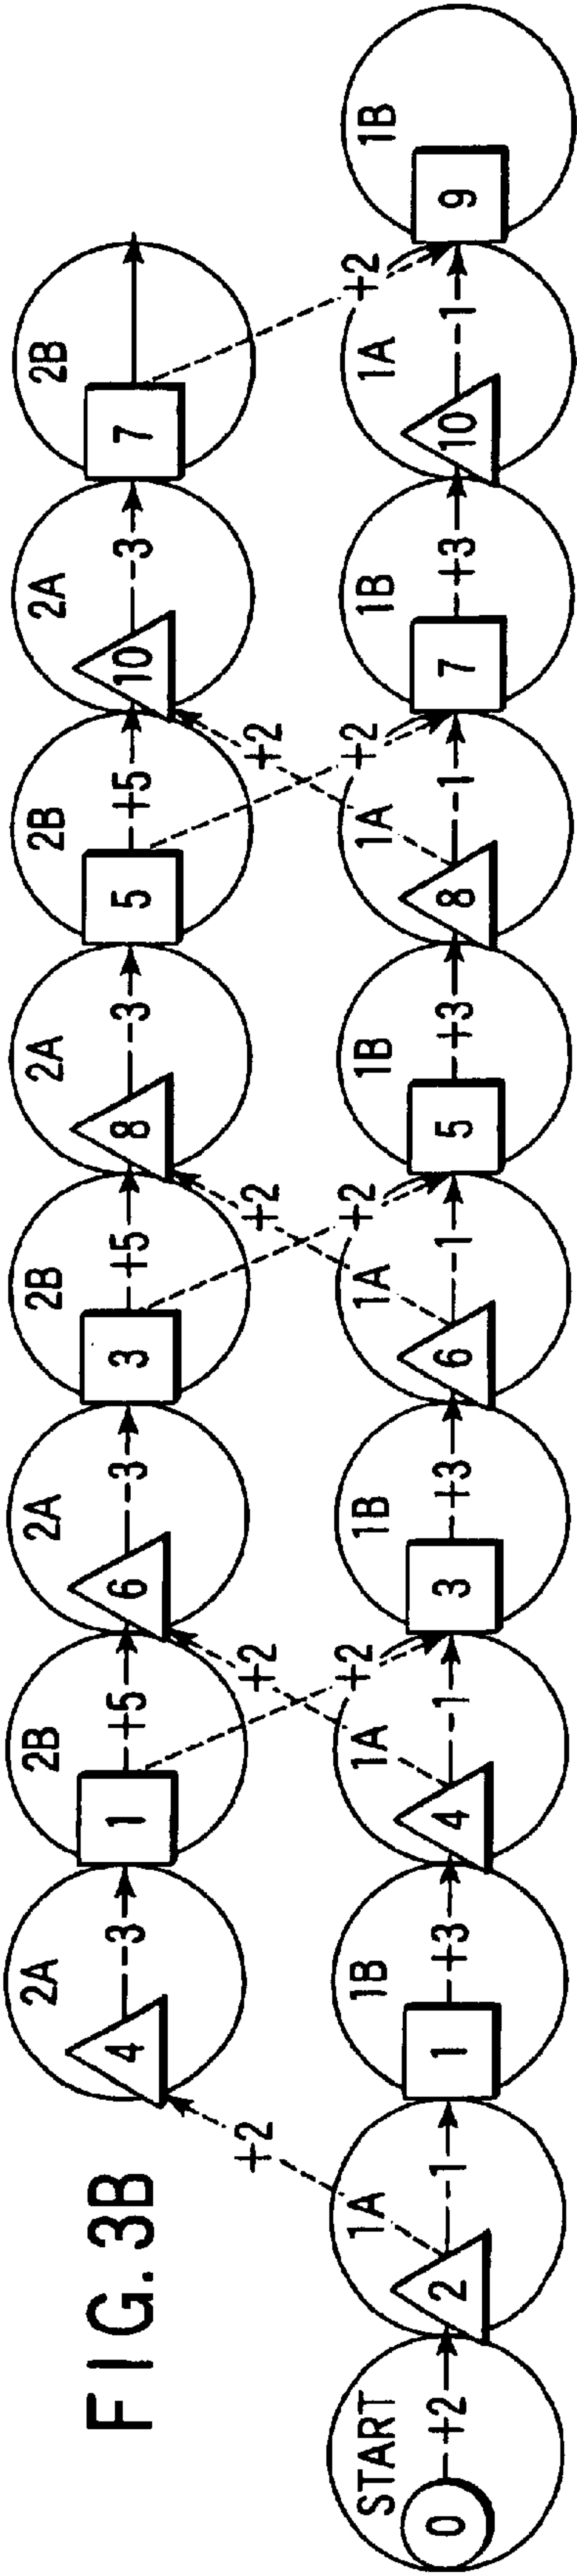 FIG. 3B
2A 2B 2A 2B 2A 2B 2A 2B
4 -3 1 +5 6 -3 3 +5 8 -3 5 +5 10 -3 7
+2 +2 +2 +2
+2 +2 +2 +2
START 1A 1B 1A 1B 1A 1B 1A 1B 1A 1B
0 +2 2 -1 1 +3 4 -1 3 +3 6 -1 5 +3 8 -1 7 +3 10 -1 9